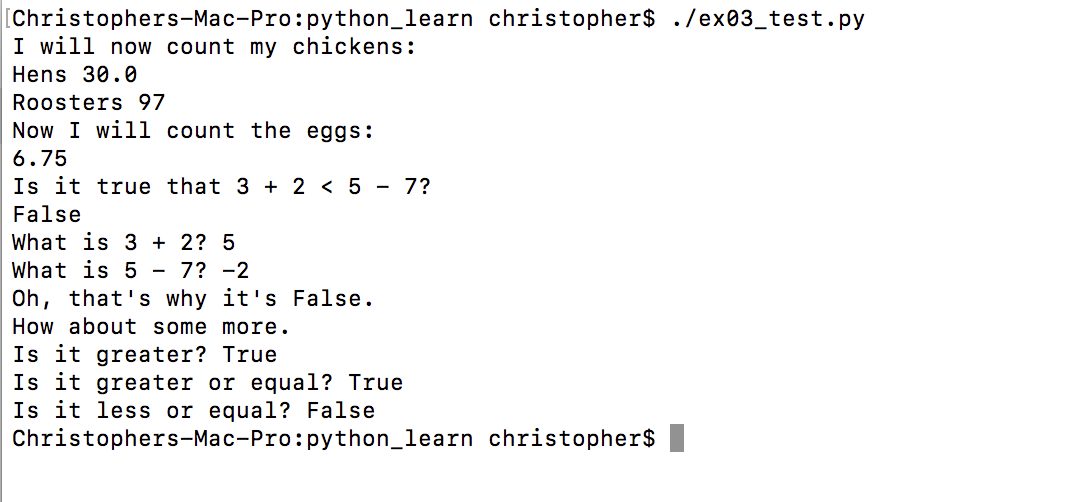 [Christophers-Mac-Pro:python_learn christopher$ ./ex03_test.py
I will now count my chickens:
Hens 30.0
Roosters 97
Now I will count the eggs:
6.75
Is it true that 3 + 2 < 5 - 7?
False
What is 3 + 2? 5
What is 5 - 7? -2
Oh, that's why it's False.
How about some more.
Is it greater? True
Is it greater or equal? True
Is it less or equal? False
Christophers-Mac-Pro:python_learn christopher$